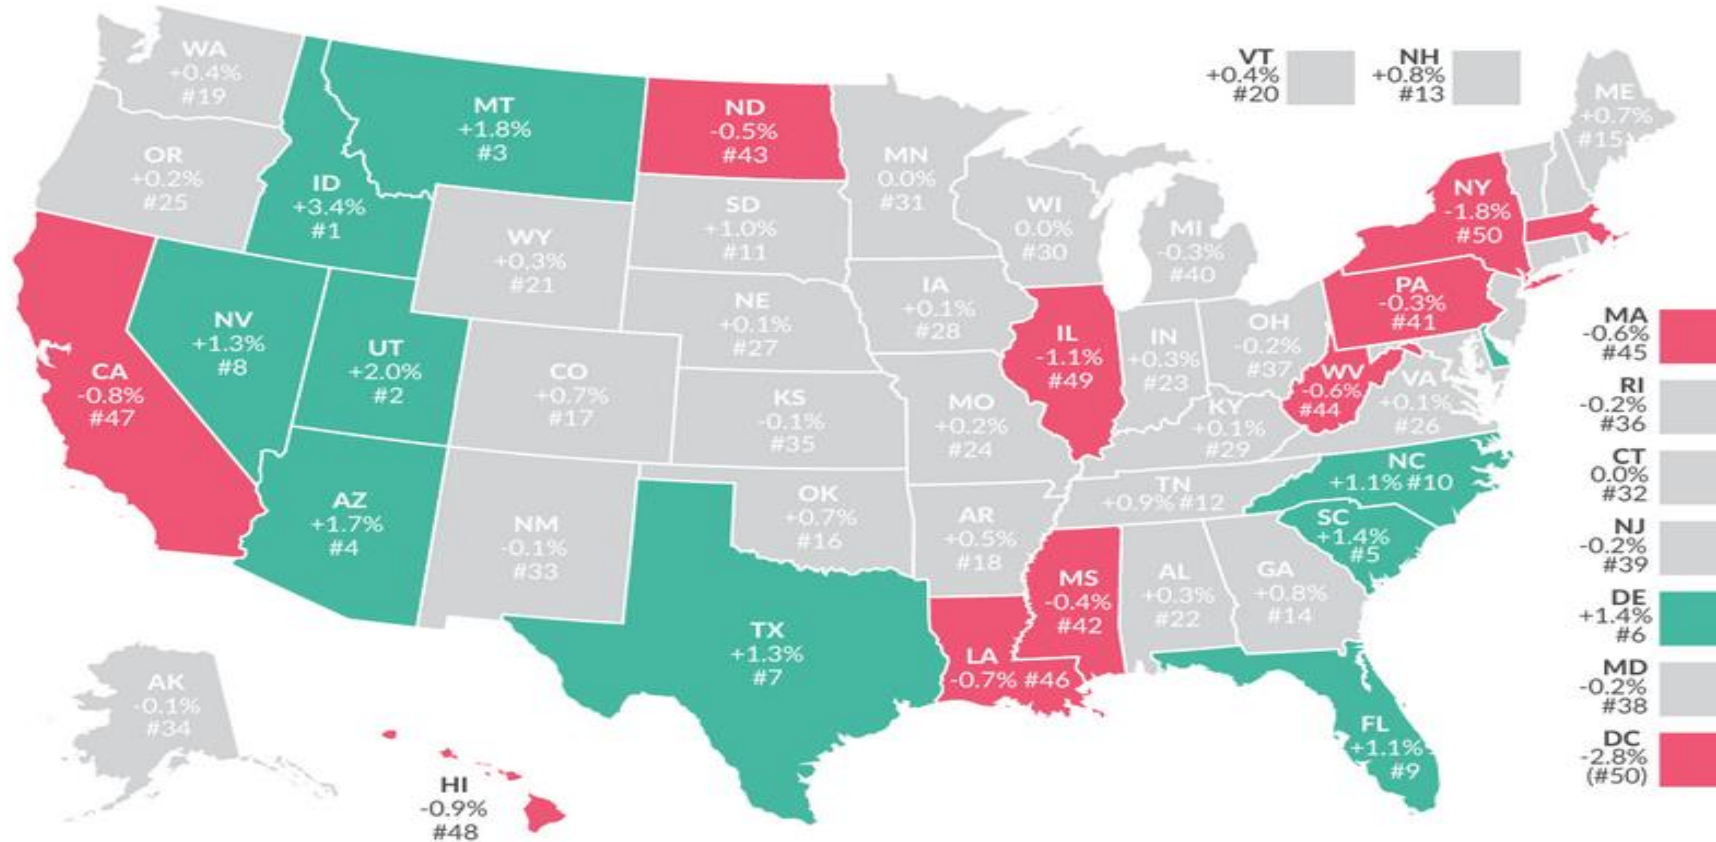 WA
+0.4%
#19
OR
+0.2%
#25
CA
-0.8%
#47
ID
+3.4%
#1
NV
+1.3%
#8
MT
+1.8%
#3
WY
+0.3%
#21
UT
+2.0%
#2
CO
+0.7%
#17
AZ
+1.7%
#4
NM
-0.1%
#33
ND
-0.5%
#43
SD
+1.0%
#11
NE
+0.1%
#27
KS
-0.1%
#35
OK
+0.7%
#16
TX
+1.3%
#7
MN
0.0%
#31
IA
+0.1%
#28
MO
+0.2%
#24
AR
+0.5%
#18
LA
-0.7% #46
WI
0.0%
#30
IL
-1.1%
#49
MS
-0.4%
#42
MI
-0.3%
#40
IN
+0.3%
#23
OH
-0.2%
#37
KY
+0.1%
#29
TN
+0.9% #12
AL
+0.3%
#22
GA
+0.8%
#14
FL
+1.1%
#9
SC
+1.4%
#5
NC
+1.1% #10
VA
+0.1%
#26
WV
-0.6%
#44
PA
-0.3%
#41
NY
-1.8%
#50
VT
+0.4%
#20
NH
+0.8%
#13
ME
+0.7%
#15
MA
-0.6%
#45
RI
-0.2%
#36
CT
0.0%
#32
NJ
-0.2%
#39
DE
+1.4%
#6
MD
-0.2%
#38
DC
-2.8%
(#50)
AK
-0.1%
#34
HI
-0.9%
#48